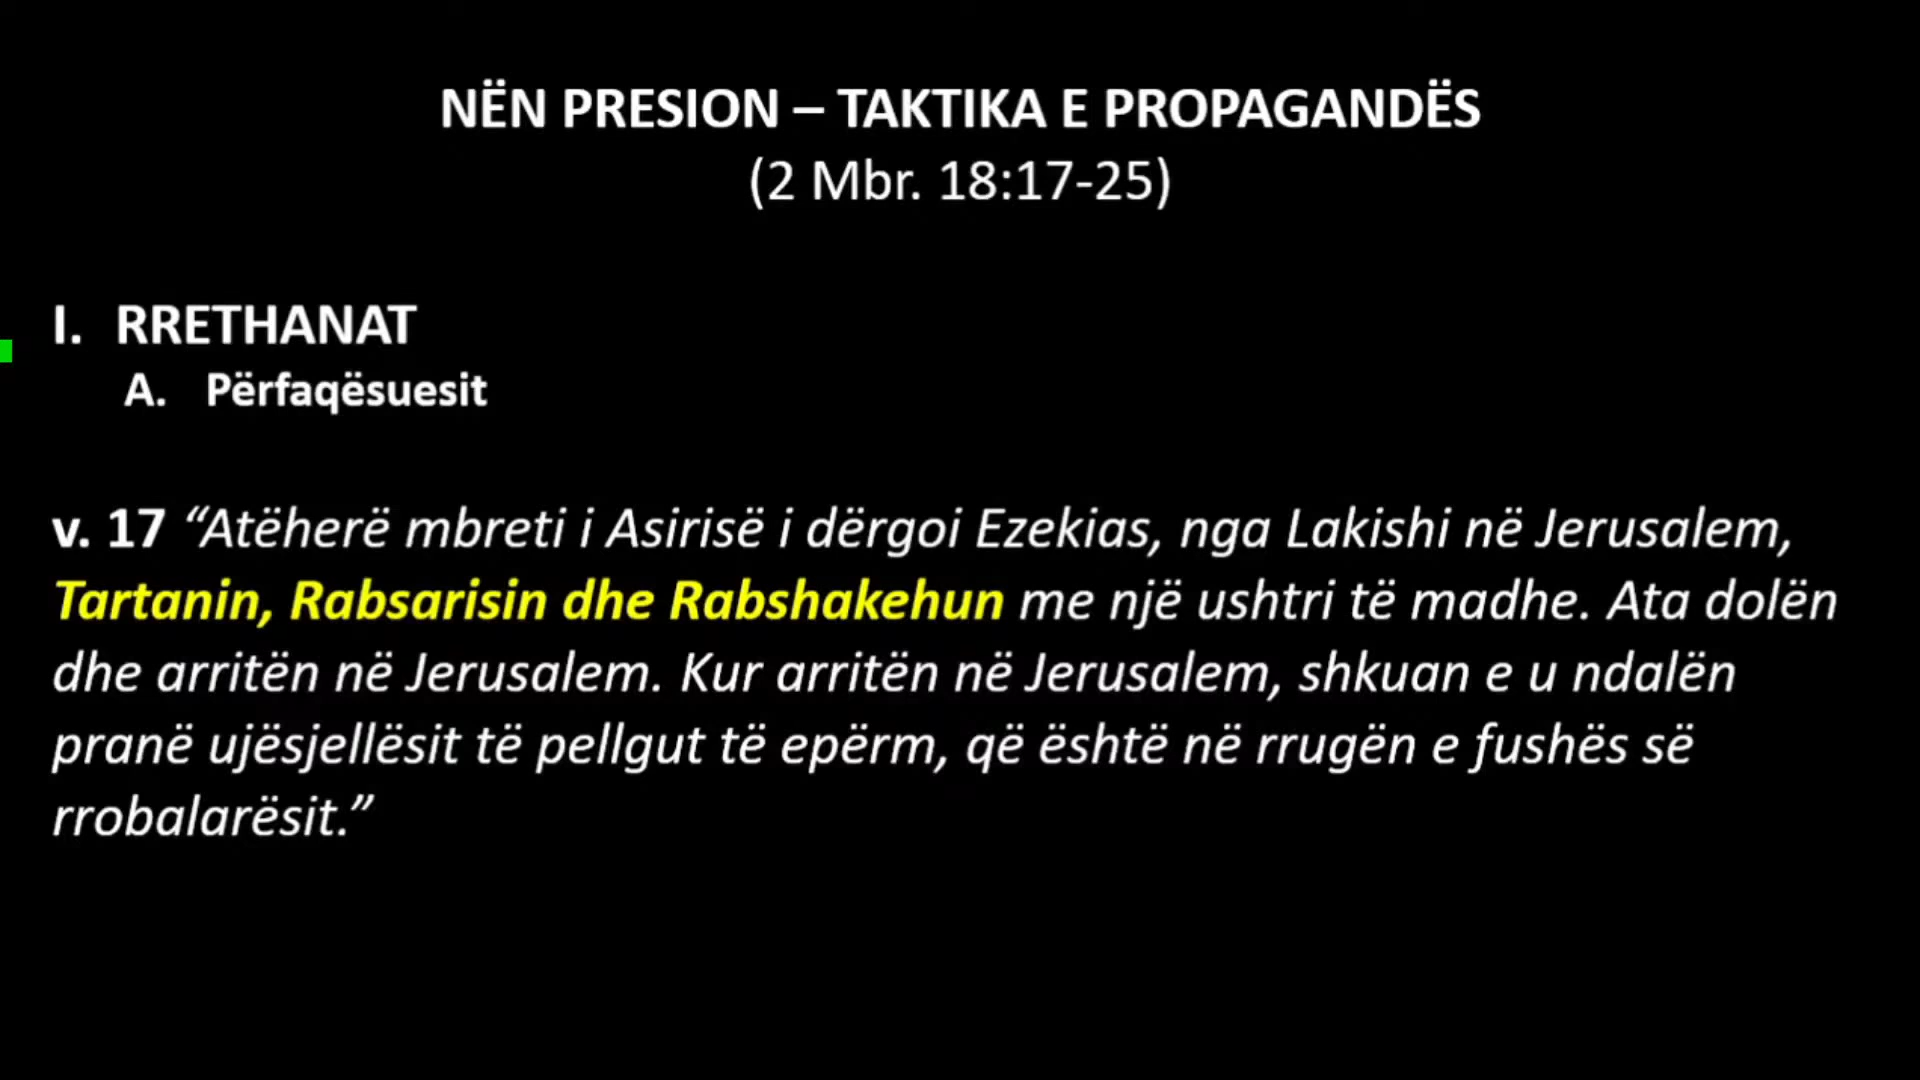 NËN PRESION – TAKTIKA E PROPAGANDËS
(2 Mbr. 18:17-25)
I. RRETHANAT
A. Përfaqësuesit
v. 17 “Atëherë mbreti i Asirisë i dërgoi Ezekias, nga Lakishi në Jerusalem,
Tartanin, Rabsarisin dhe Rabshakehun me një ushtri të madhe. Ata dolën
dhe arritën në Jerusalem. Kur arritën në Jerusalem, shkuan e u ndalën
pranë ujësjellësit të pellgut të epërm, që është në rrugën e fushës së
rrobalarësit.”